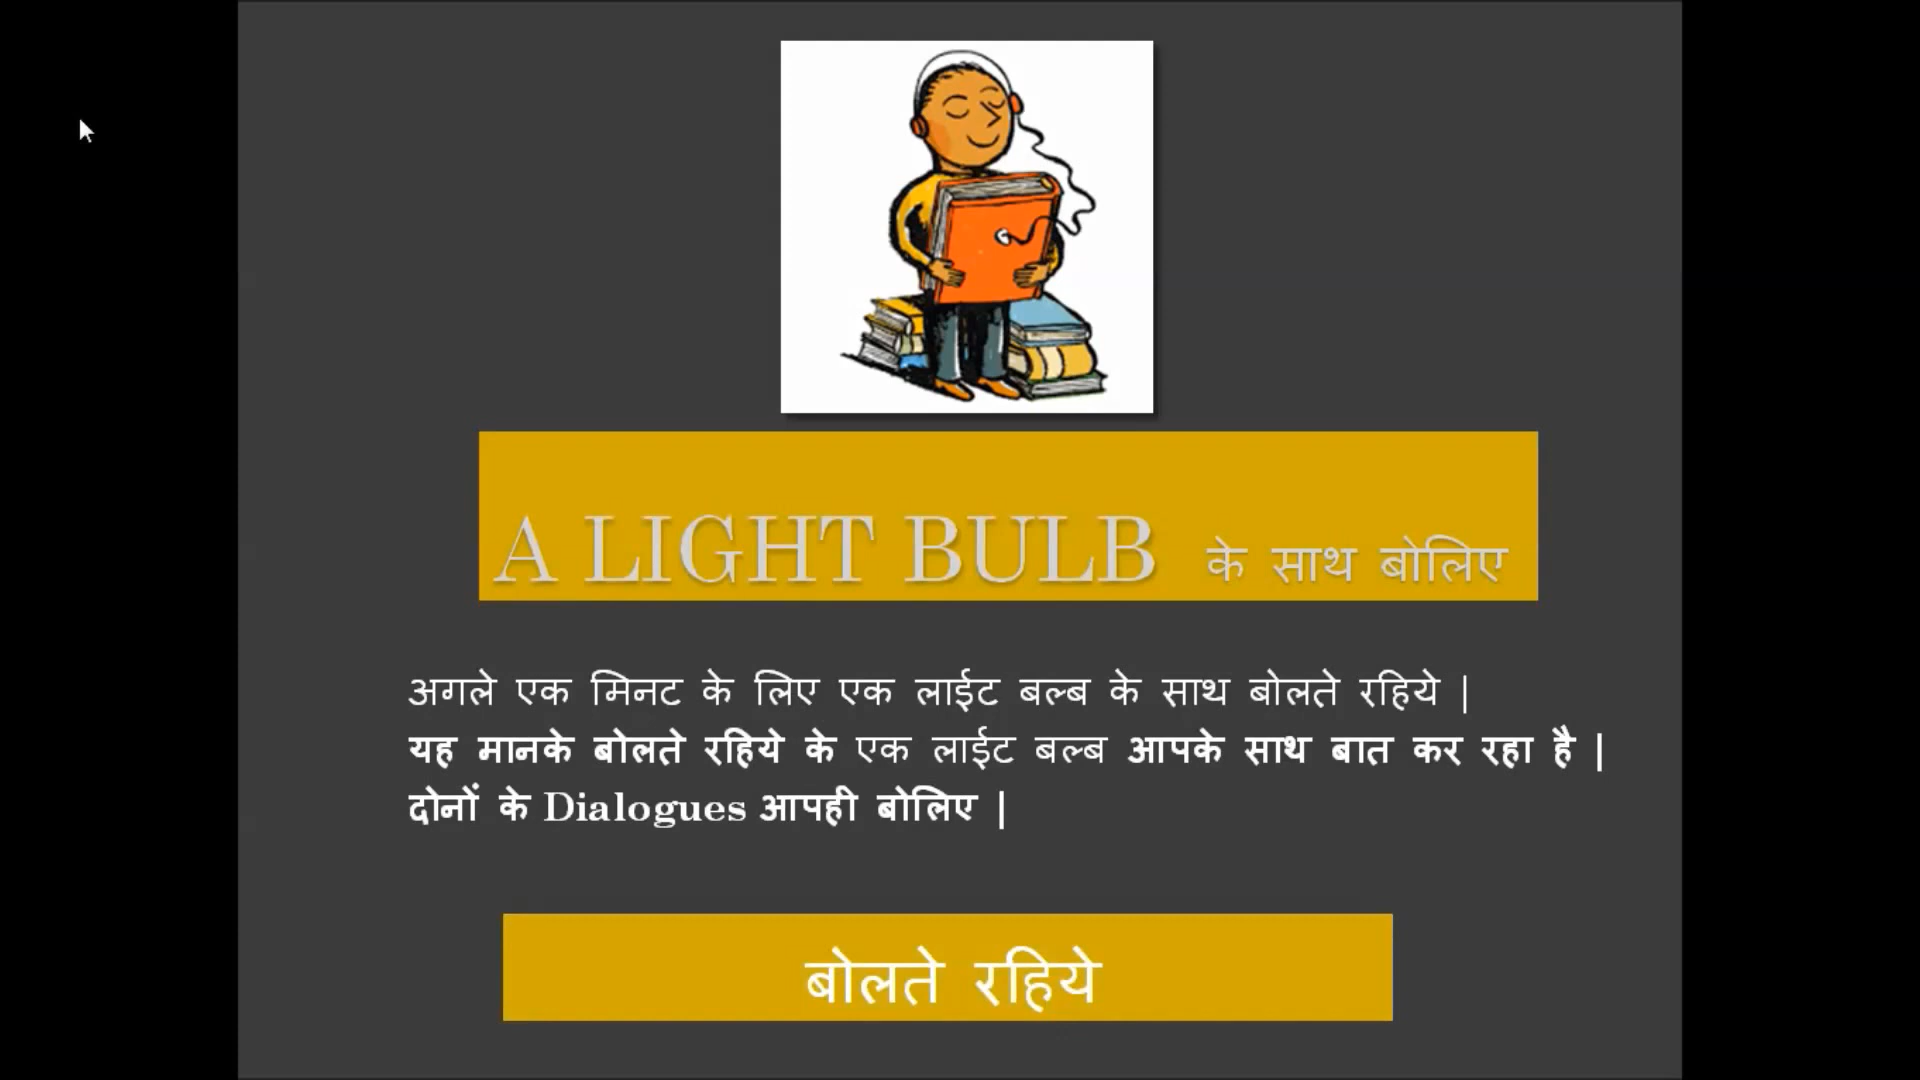 A LIGHT BULB के साथ बोलिए
अगले एक मिनट के लिए एक लाईट बल्ब के साथ बोलते रहिये |
यह मानके बोलते रहिये के एक लाईट बल्ब आपके साथ बात कर रहा है |
दोनों के Dialogues आपही बोलिए |
बोलते रहिये